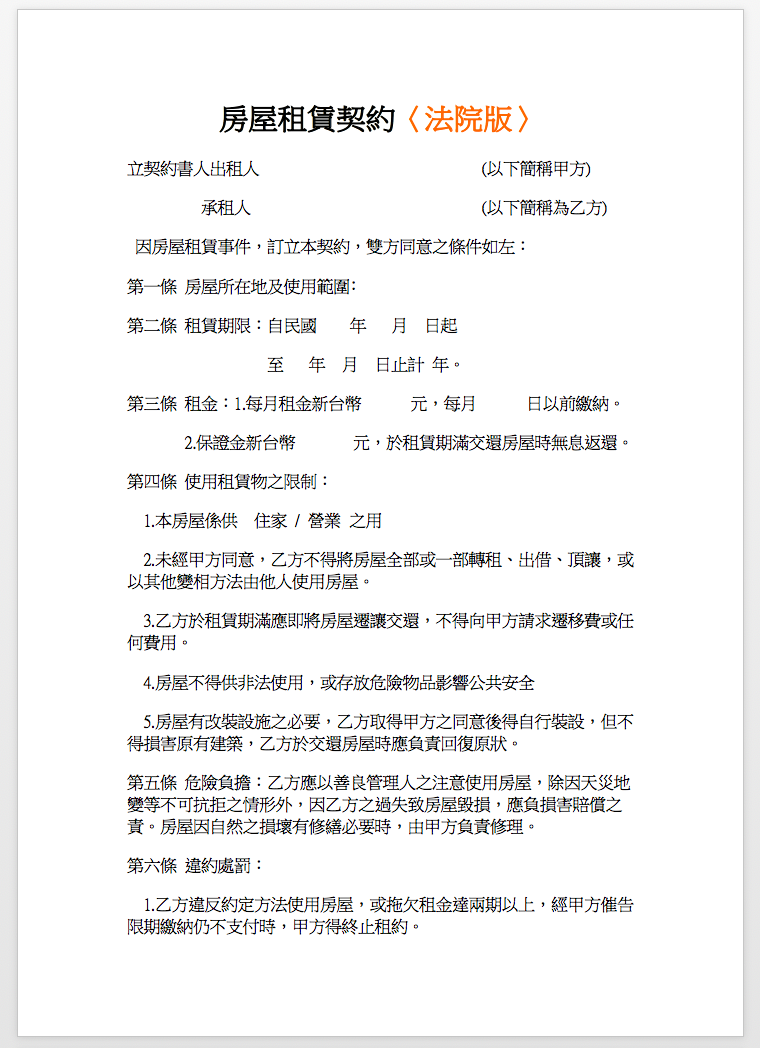 房屋租賃契約〈法院版〉
立契約書人出租人 (以下簡稱甲方)
承租人 (以下簡稱為乙方)
因房屋租賃事件，訂立本契約，雙方同意之條件如左：
第一條 房屋所在地及使用範圍:
第二條 租賃期限：自民國 年 月 日起
至 年 月 日止計 年。
第三條 租金：1.每月租金新台幣 元，每月 日以前繳納。
2.保證金新台幣 元，於租賃期滿交還房屋時無息返還。
第四條 使用租賃物之限制：
1.本房屋係供 住家 / 營業 之用
2.未經甲方同意，乙方不得將房屋全部或一部轉租、出借、頂讓，或
以其他變相方法由他人使用房屋。
3.乙方於租賃期滿應即將房屋遷讓交還，不得向甲方請求遷移費或任
何費用。
4.房屋不得供非法使用，或存放危險物品影響公共安全
5.房屋有改裝設施之必要，乙方取得甲方之同意後得自行裝設，但不
得損害原有建築，乙方於交還房屋時應負責回復原狀。
第五條 危險負擔：乙方應以善良管理人之注意使用房屋，除因天災地
變等不可抗拒之情形外，因乙方之過失致房屋毀損，應負損害賠償之
責。房屋因自然之損壞有修繕必要時，由甲方負責修理。
第六條 違約處罰：
1.乙方違反約定方法使用房屋，或拖欠租金達兩期以上，經甲方催告
限期繳納仍不支付時，甲方得終止租約。